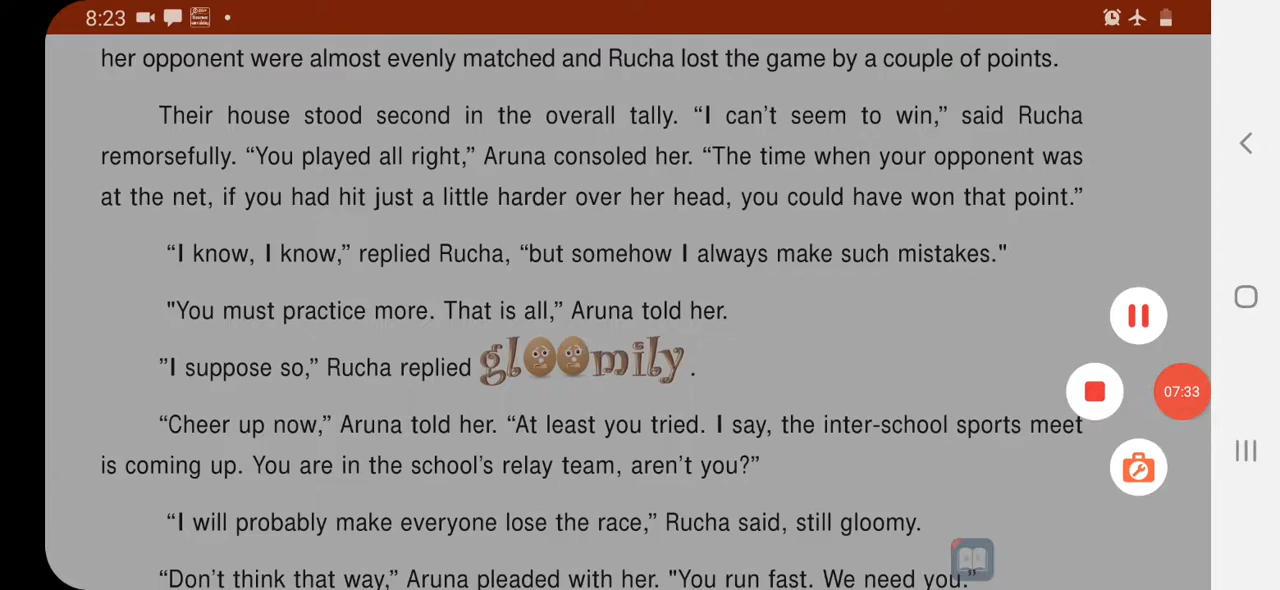 8:23
her opponent were almost evenly matched and Rucha lost the game by a couple of points.
Their house stood second in the overall tally. “I can’t seem to win,” said Rucha
remorsefully. “You played all right,” Aruna consoled her. “The time when your opponent was
at the net, if you had hit just a little harder over her head, you could have won that point.”
“I know, I know,” replied Rucha, “but somehow I always make such mistakes."
"You must practice more. That is all,” Aruna told her.
”I suppose so,” Rucha replied gloomily .
“Cheer up now,” Aruna told her. “At least you tried. I say, the inter-school sports meet
is coming up. You are in the school’s relay team, aren’t you?”
“I will probably make everyone lose the race,” Rucha said, still gloomy.
“Don’t think that way,” Aruna pleaded with her. "You run fast. We need you.”
07:33